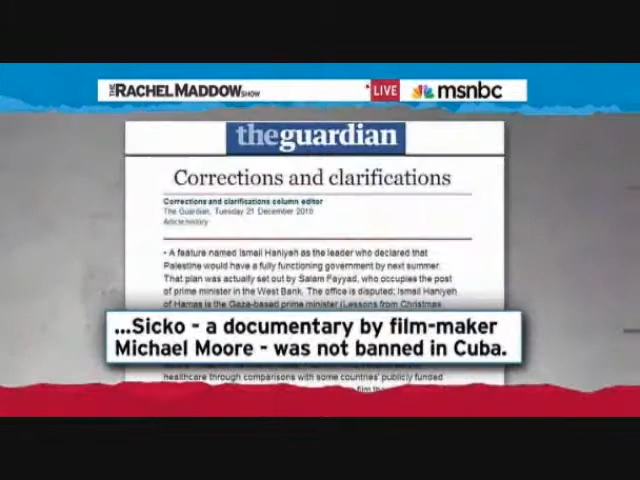 THE RACHEL MADDOW SHOW
LIVE msnbc
theguardian
Corrections and clarifications
Corrections and clarifications column editor
The Guardian, Tuesday 21 December 2010
Article history
• A feature named Ismail Haniyeh as the leader who declared that
Palestine would have a fully functioning government by next summer.
That plan was actually set out by Salam Fayyad, who occupies the post
of prime minister in the West Bank. The office is disputed; Ismail Haniyeh
of Hamas is the Gaza-based prime minister (Lessons from Christmas
...Sicko - a documentary by film-maker
Michael Moore - was not banned in Cuba.
healthcare through comparisons with some countries' publicly funded
film